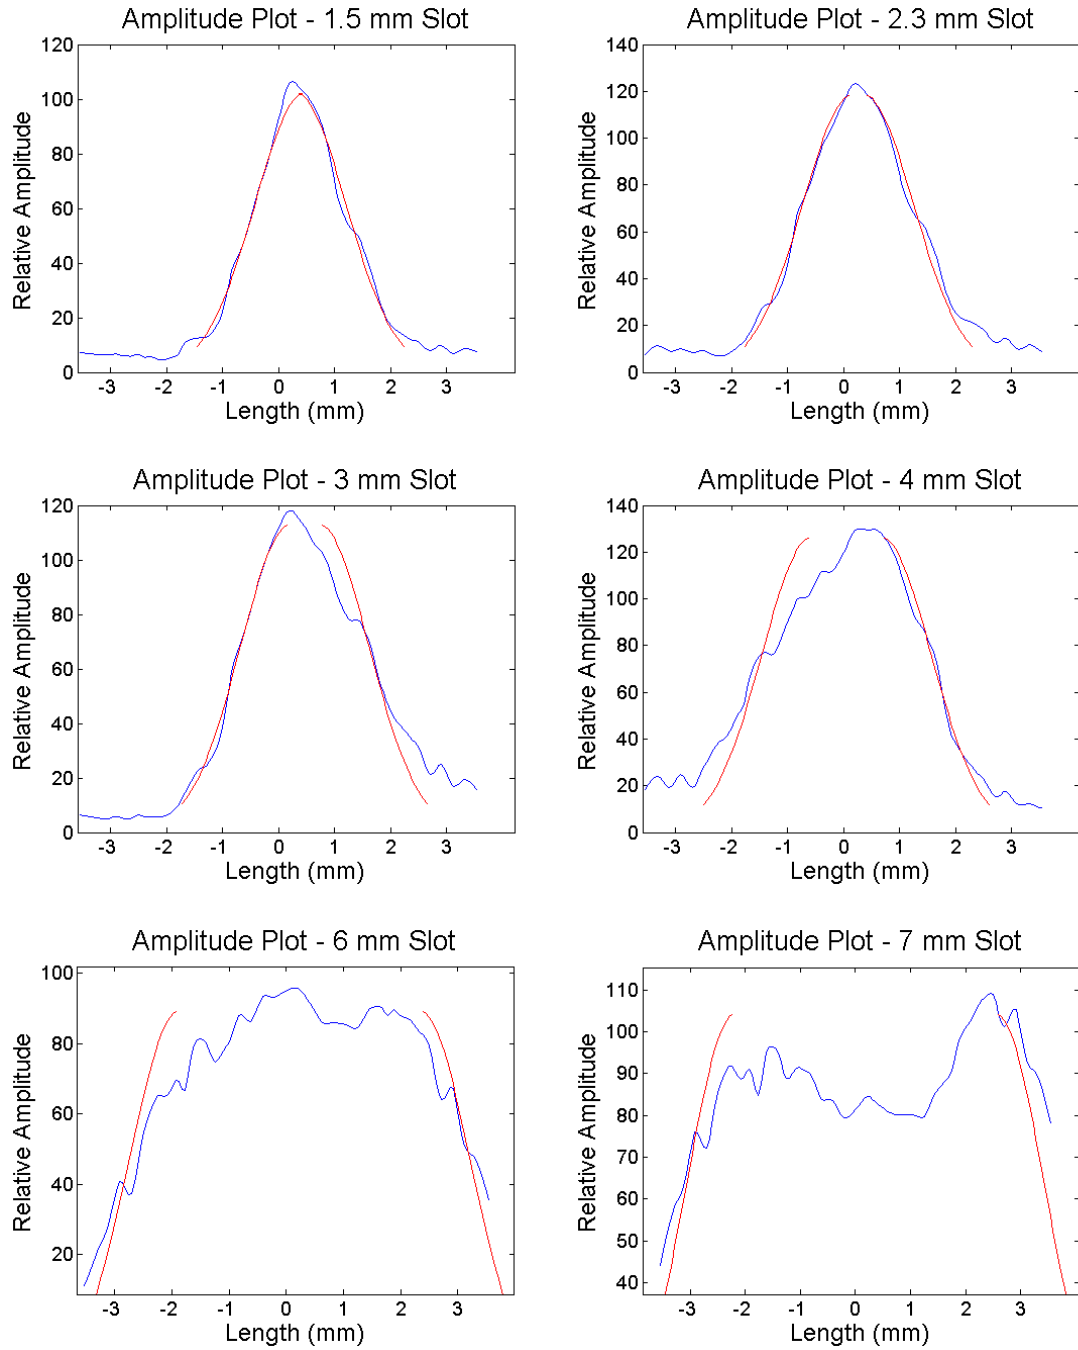 Amplitude Plot - 1.5 mm Slot
120
100
80
60
40
20
0
Relative Amplitude
-3 -2 -1 0 1 2 3
Length (mm)
Amplitude Plot - 2.3 mm Slot
140
120
100
80
60
40
20
0
Relative Amplitude
-3 -2 -1 0 1 2 3
Length (mm)
Amplitude Plot - 3 mm Slot
120
100
80
60
40
20
0
Relative Amplitude
-3 -2 -1 0 1 2 3
Length (mm)
Amplitude Plot - 4 mm Slot
140
120
100
80
60
40
20
0
Relative Amplitude
-3 -2 -1 0 1 2 3
Length (mm)
Amplitude Plot - 6 mm Slot
100
80
60
40
20
Relative Amplitude
-3 -2 -1 0 1 2 3
Length (mm)
Amplitude Plot - 7 mm Slot
110
100
90
80
70
60
50
40
Relative Amplitude
-3 -2 -1 0 1 2 3
Length (mm)